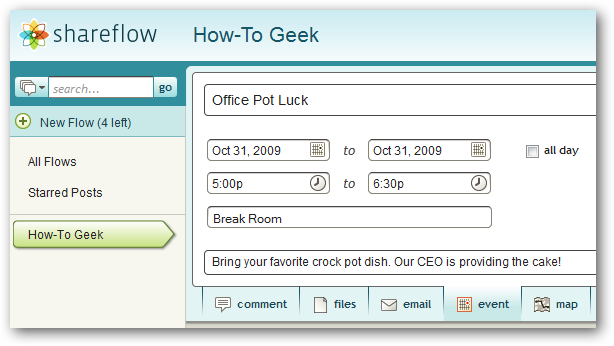 shareflow
How-To Geek
search...
go
New Flow (4 left)
All Flows
Starred Posts
How-To Geek
Office Pot Luck
Oct 31, 2009 to Oct 31, 2009 all day
5:00p to 6:30p
Break Room
Bring your favorite crock pot dish. Our CEO is providing the cake!
comment files email event map